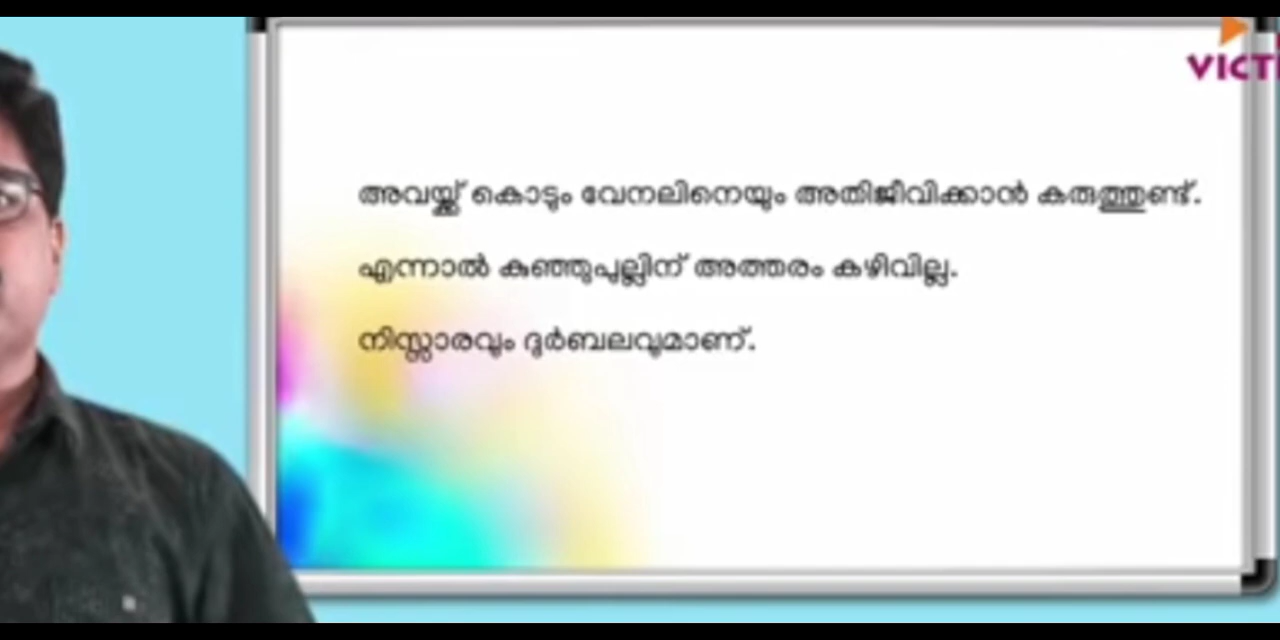 അവയ്ക്ക് കൊടും വേനലിനെയും അതിജീവിക്കാൻ കരുത്തുണ്ട്.
എന്നാൽ കുഞ്ഞുപുല്ലിന് അത്തരം കഴിവില്ല.
നിസ്സാരവും ദുർബലവുമാണ്.